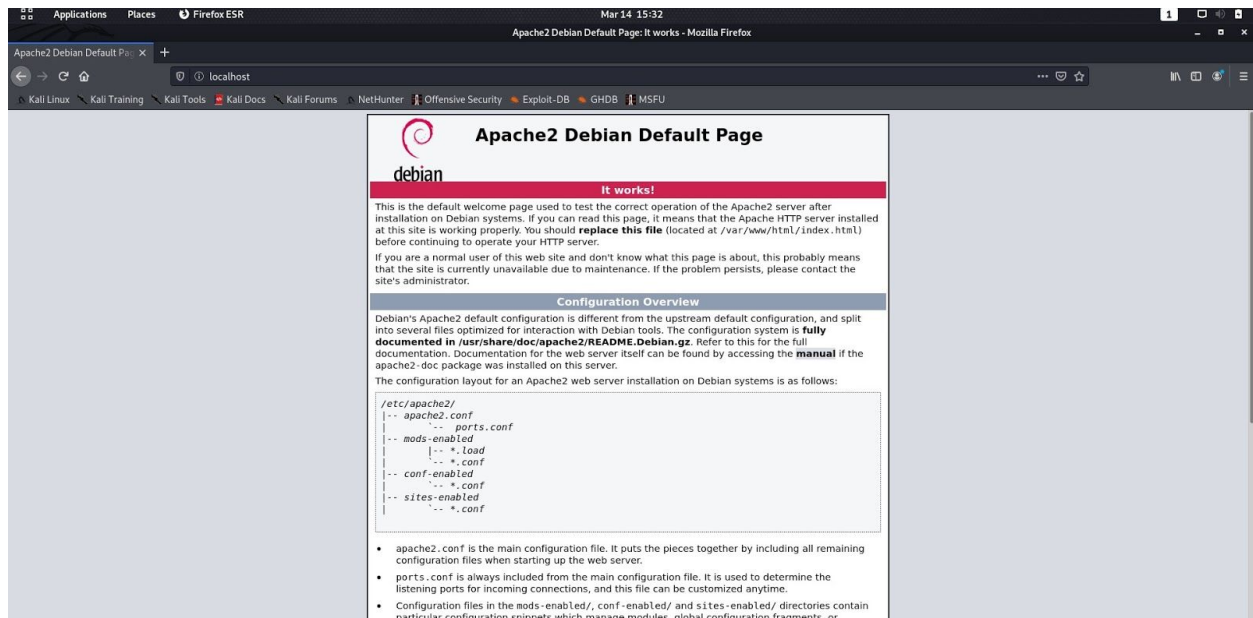 Applications Places Firefox ESR Mar 14 15:32 1
Apache2 Debian Default Page: It works - Mozilla Firefox
Apache2 Debian Default Pag
localhost
Kali Linux Kali Training Kali Tools Kali Docs Kali Forums NetHunter Offensive Security Exploit-DB GHDB MSFU
debian
Apache2 Debian Default Page
It works!
This is the default welcome page used to test the correct operation of the Apache2 server after
installation on Debian systems. If you can read this page, it means that the Apache HTTP server installed
at this site is working properly. You should replace this file (located at /var/www/html/index.html)
before continuing to operate your HTTP server.
If you are a normal user of this web site and don't know what this page is about, this probably means
that the site is currently unavailable due to maintenance. If the problem persists, please contact the
site's administrator.
Configuration Overview
Debian's Apache2 default configuration is different from the upstream default configuration, and split
into several files optimized for interaction with Debian tools. The configuration system is fully
documented in /usr/share/doc/apache2/README.Debian.gz. Refer to this for the full
documentation. Documentation for the web server itself can be found by accessing the manual if the
apache2-doc package was installed on this server.
The configuration layout for an Apache2 web server installation on Debian systems is as follows:
/etc/apache2/
|-- apache2.conf
|       `--  ports.conf
|-- mods-enabled
|       |-- *.load
|       `-- *.conf
|-- conf-enabled
|       `-- *.conf
|-- sites-enabled
|       `-- *.conf
• apache2.conf is the main configuration file. It puts the pieces together by including all remaining
configuration files when starting up the web server.
• ports.conf is always included from the main configuration file. It is used to determine the
listening ports for incoming connections, and this file can be customized anytime.
• Configuration files in the mods-enabled/, conf-enabled/ and sites-enabled/ directories contain
particular configuration snippets which manage modules, global configuration fragments, or